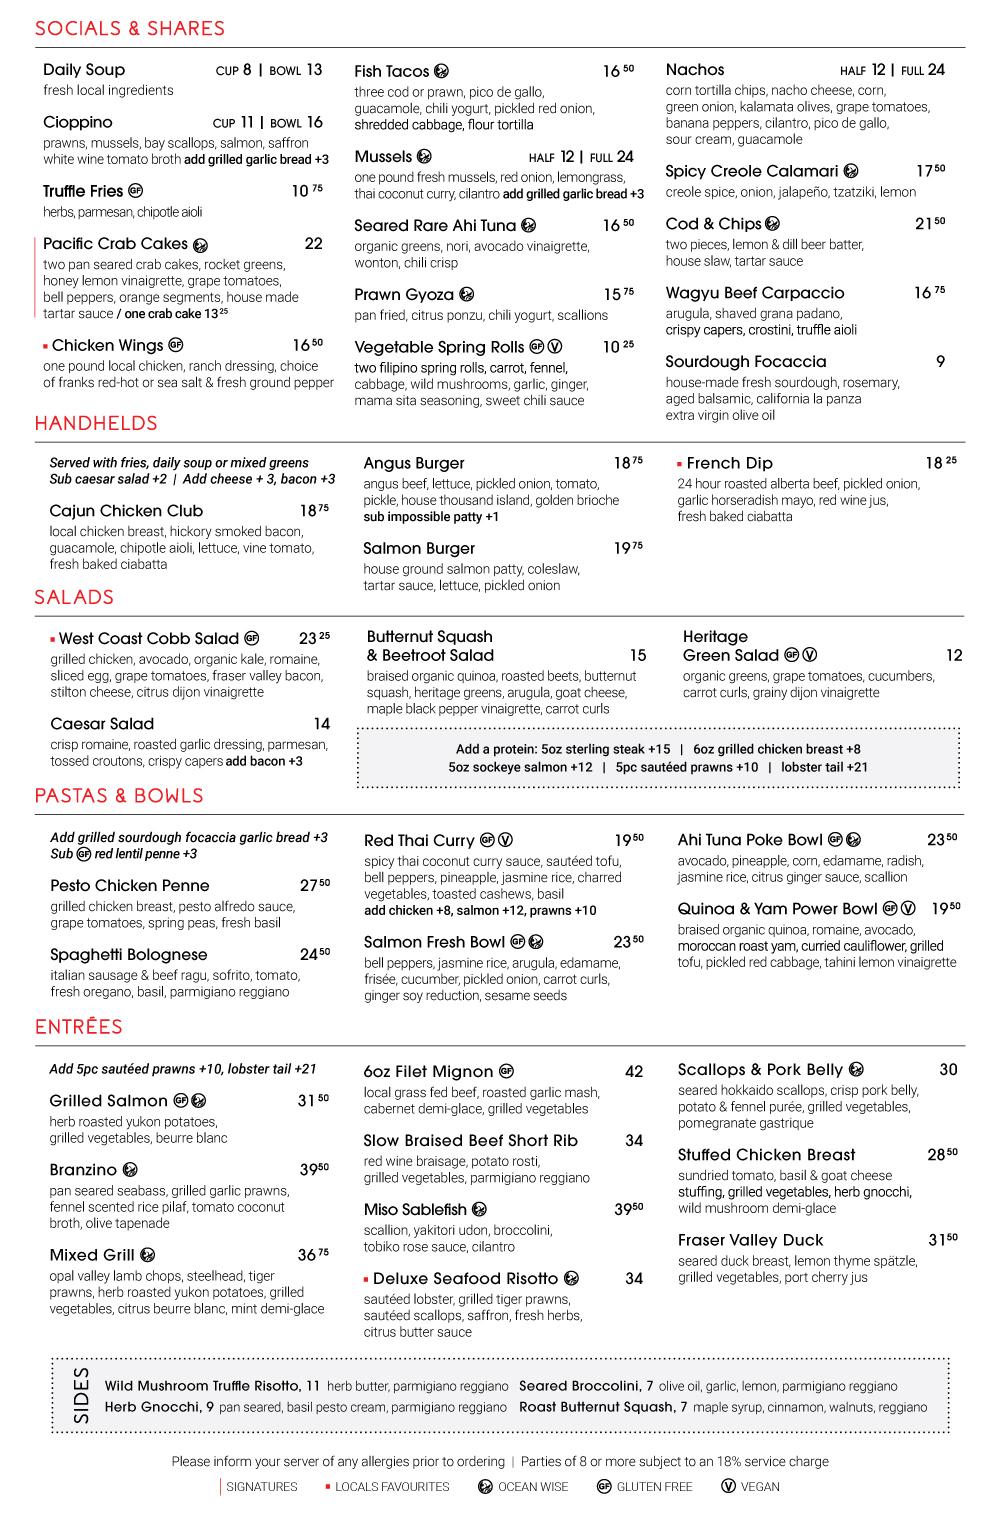 SOCIALS & SHARES
Daily Soup CUP 8 | BOWL 13
fresh local ingredients
Cioppino CUP 11 | BOWL 16
prawns, mussels, bay scallops, salmon, saffron
white wine tomato broth add grilled garlic bread +3
Truffle Fries GF 10 75
herbs, parmesan, chipotle aioli
Pacific Crab Cakes 22
two pan seared crab cakes, rocket greens,
honey lemon vinaigrette, grape tomatoes,
bell peppers, orange segments, house made
tartar sauce / one crab cake 13 25
Chicken Wings GF 16 50
one pound local chicken, ranch dressing, choice
of franks red-hot or sea salt & fresh ground pepper
Fish Tacos 16 50
three cod or prawn, pico de gallo,
guacamole, chili yogurt, pickled red onion,
shredded cabbage, flour tortilla
Mussels HALF 12 | FULL 24
one pound fresh mussels, red onion, lemongrass,
thai coconut curry, cilantro add grilled garlic bread +3
Seared Rare Ahi Tuna 16 50
organic greens, nori, avocado vinaigrette,
wonton, chili crisp
Prawn Gyoza 15 75
pan fried, citrus ponzu, chili yogurt, scallions
Vegetable Spring Rolls GF V 10 25
two filipino spring rolls, carrot, fennel,
cabbage, wild mushrooms, garlic, ginger,
mama sita seasoning, sweet chili sauce
Nachos HALF 12 | FULL 24
corn tortilla chips, nacho cheese, corn,
green onion, kalamata olives, grape tomatoes,
banana peppers, cilantro, pico de gallo,
sour cream, guacamole
Spicy Creole Calamari 17 50
creole spice, onion, jalapeño, tzatziki, lemon
Cod & Chips 21 50
two pieces, lemon & dill beer batter,
house slaw, tartar sauce
Wagyu Beef Carpaccio 16 75
arugula, shaved grana padano,
crispy capers, crostini, truffle aioli
Sourdough Focaccia 9
house-made fresh sourdough, rosemary,
aged balsamic, california la panza
extra virgin olive oil
HANDHELDS
Served with fries, daily soup or mixed greens
Sub caesar salad +2 | Add cheese + 3, bacon +3
Cajun Chicken Club 18 75
local chicken breast, hickory smoked bacon,
guacamole, chipotle aioli, lettuce, vine tomato,
fresh baked ciabatta
Angus Burger 18 75
angus beef, lettuce, pickled onion, tomato,
pickle, house thousand island, golden brioche
sub impossible patty +1
Salmon Burger 19 75
house ground salmon patty, coleslaw,
tartar sauce, lettuce, pickled onion
French Dip 18 25
24 hour roasted alberta beef, pickled onion,
garlic horseradish mayo, red wine jus,
fresh baked ciabatta
SALADS
West Coast Cobb Salad GF 23 25
grilled chicken, avocado, organic kale, romaine,
sliced egg, grape tomatoes, fraser valley bacon,
stilton cheese, citrus dijon vinaigrette
Caesar Salad 14
crisp romaine, roasted garlic dressing, parmesan,
tossed croutons, crispy capers add bacon +3
Butternut Squash
& Beetroot Salad 15
braised organic quinoa, roasted beets, butternut
squash, heritage greens, arugula, goat cheese,
maple black pepper vinaigrette, carrot curls
Heritage
Green Salad GF V 12
organic greens, grape tomatoes, cucumbers,
carrot curls, grainy dijon vinaigrette
Add a protein: 5oz sterling steak +15 | 6oz grilled chicken breast +8
5oz sockeye salmon +12 | 5pc sautéed prawns +10 | lobster tail +21
PASTAS & BOWLS
Add grilled sourdough focaccia garlic bread +3
Sub GF red lentil penne +3
Pesto Chicken Penne 27 50
grilled chicken breast, pesto alfredo sauce,
grape tomatoes, spring peas, fresh basil
Spaghetti Bolognese 24 50
italian sausage & beef ragu, sofrito, tomato,
fresh oregano, basil, parmigiano reggiano
Red Thai Curry GF V 19 50
spicy thai coconut curry sauce, sautéed tofu,
bell peppers, pineapple, jasmine rice, charred
vegetables, toasted cashews, basil
add chicken +8, salmon +12, prawns +10
Salmon Fresh Bowl GF 23 50
bell peppers, jasmine rice, arugula, edamame,
frisée, cucumber, pickled onion, carrot curls,
ginger soy reduction, sesame seeds
Ahi Tuna Poke Bowl GF 23 50
avocado, pineapple, corn, edamame, radish,
jasmine rice, citrus ginger sauce, scallion
Quinoa & Yam Power Bowl GF V 19 50
braised organic quinoa, romaine, avocado,
moroccan roast yam, curried cauliflower, grilled
tofu, pickled red cabbage, tahini lemon vinaigrette
ENTRÉES
Add 5pc sautéed prawns +10, lobster tail +21
Grilled Salmon GF 31 50
herb roasted yukon potatoes,
grilled vegetables, beurre blanc
Branzino 39 50
pan seared seabass, grilled garlic prawns,
fennel scented rice pilaf, tomato coconut
broth, olive tapenade
Mixed Grill 36 75
opal valley lamb chops, steelhead, tiger
prawns, herb roasted yukon potatoes, grilled
vegetables, citrus beurre blanc, mint demi-glace
6oz Filet Mignon GF 42
local grass fed beef, roasted garlic mash,
cabernet demi-glace, grilled vegetables
Slow Braised Beef Short Rib 34
red wine braisage, potato rosti,
grilled vegetables, parmigiano reggiano
Miso Sablefish 39 50
scallion, yakitori udon, broccolini,
tobiko rose sauce, cilantro
Deluxe Seafood Risotto 34
sautéed lobster, grilled tiger prawns,
sautéed scallops, saffron, fresh herbs,
citrus butter sauce
Scallops & Pork Belly 30
seared hokkaido scallops, crisp pork belly,
potato & fennel purée, grilled vegetables,
pomegranate gastrique
Stuffed Chicken Breast 28 50
sundried tomato, basil & goat cheese
stuffing, grilled vegetables, herb gnocchi,
wild mushroom demi-glace
Fraser Valley Duck 31 50
seared duck breast, lemon thyme spätzle,
grilled vegetables, port cherry jus
SIDES
Wild Mushroom Truffle Risotto, 11 herb butter, parmigiano reggiano Seared Broccolini, 7 olive oil, garlic, lemon, parmigiano reggiano
Herb Gnocchi, 9 pan seared, basil pesto cream, parmigiano reggiano Roast Butternut Squash, 7 maple syrup, cinnamon, walnuts, reggiano
Please inform your server of any allergies prior to ordering | Parties of 8 or more subject to an 18% service charge
SIGNATURES LOCALS FAVOURITES OCEAN WISE GF GLUTEN FREE V VEGAN